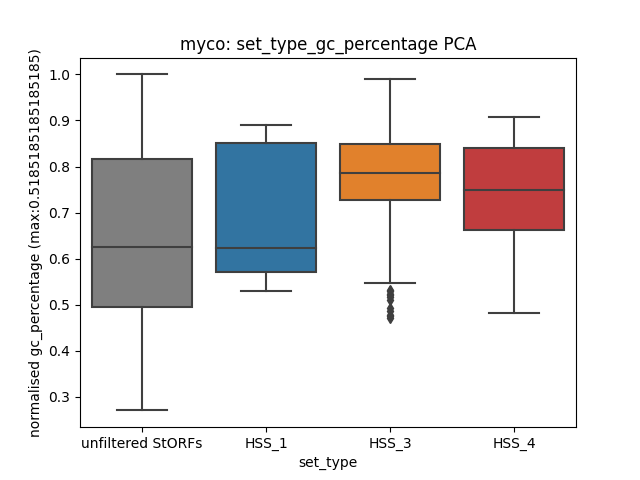 myco: set_type_gc_percentage PCA
normalised gc_percentage (max:0.5185185185185185)
1.0
0.9
0.8
0.7
0.6
0.5
0.4
0.3
unfiltered StORFs HSS_1 HSS_3 HSS_4
set_type